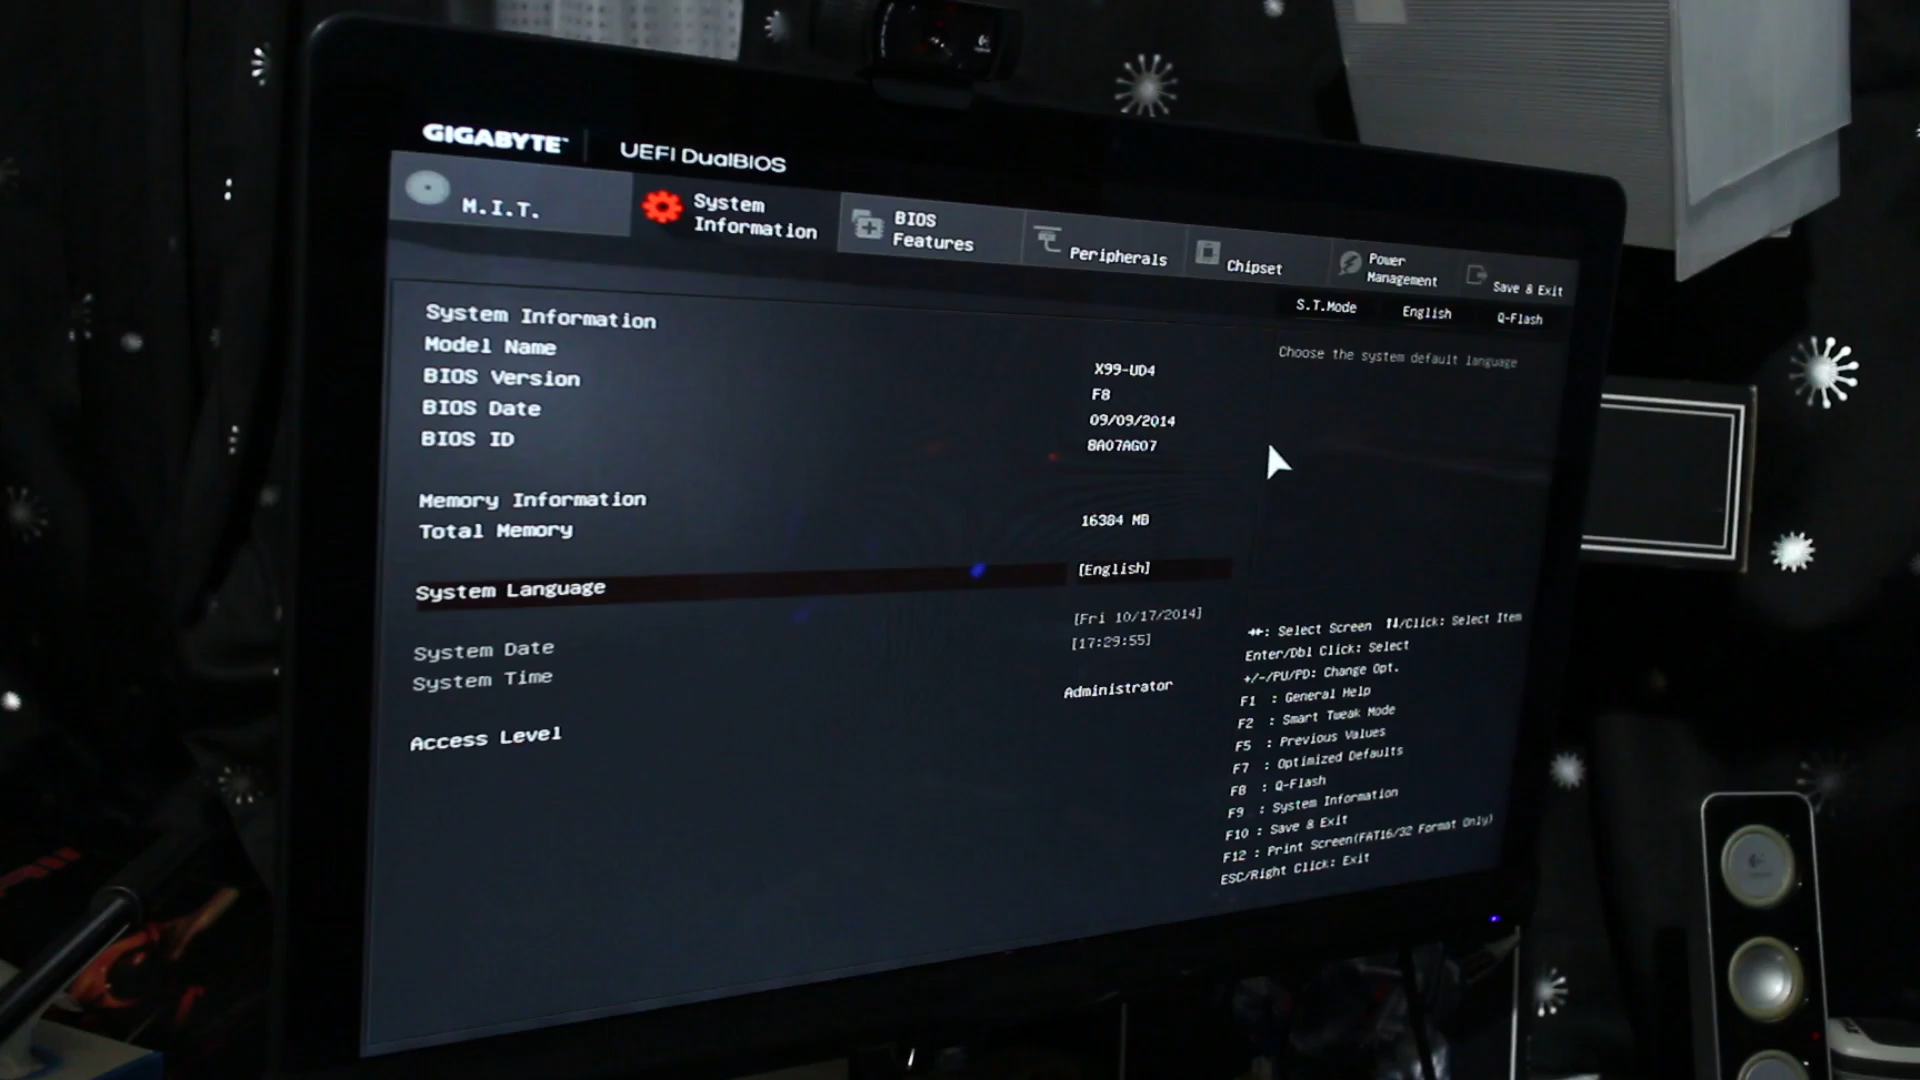 GIGABYTE™ UEFI DualBIOS
M.I.T.
System
Information
BIOS
Features
Peripherals
Chipset
Power
Management
Save & Exit
S.T.Mode English Q-Flash
System Information
Model Name X99-UD4
BIOS Version F8
BIOS Date 09/09/2014
BIOS ID 8A07AG07
Memory Information
Total Memory 16384 MB
System Language [English]
System Date [Fri 10/17/2014]
System Time [17:29:55]
Access Level Administrator
Choose the system default language
→←: Select Screen ↑↓/Click: Select Item
Enter/Dbl Click: Select
+/-/PU/PD: Change Opt.
F1 : General Help
F2 : Smart Tweak Mode
F5 : Previous Values
F7 : Optimized Defaults
F8 : Q-Flash
F9 : System Information
F10 : Save & Exit
F12 : Print Screen(FAT16/32 Format Only)
ESC/Right Click: Exit